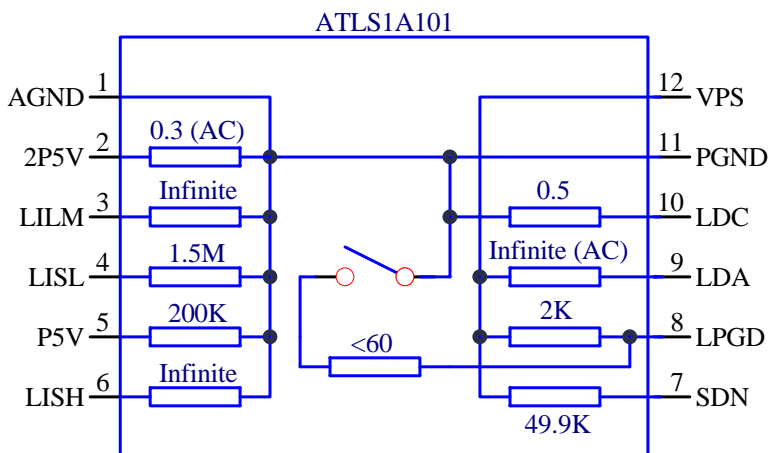 ATLS1A101
1
AGND
12
VPS
0.3 (AC)
2
2P5V
11
PGND
Infinite
3
LILM
0.5
10
LDC
1.5M
4
LISL
Infinite (AC)
9
LDA
200K
5
P5V
2K
8
LPGD
<60
Infinite
6
LISH
7
SDN
49.9K